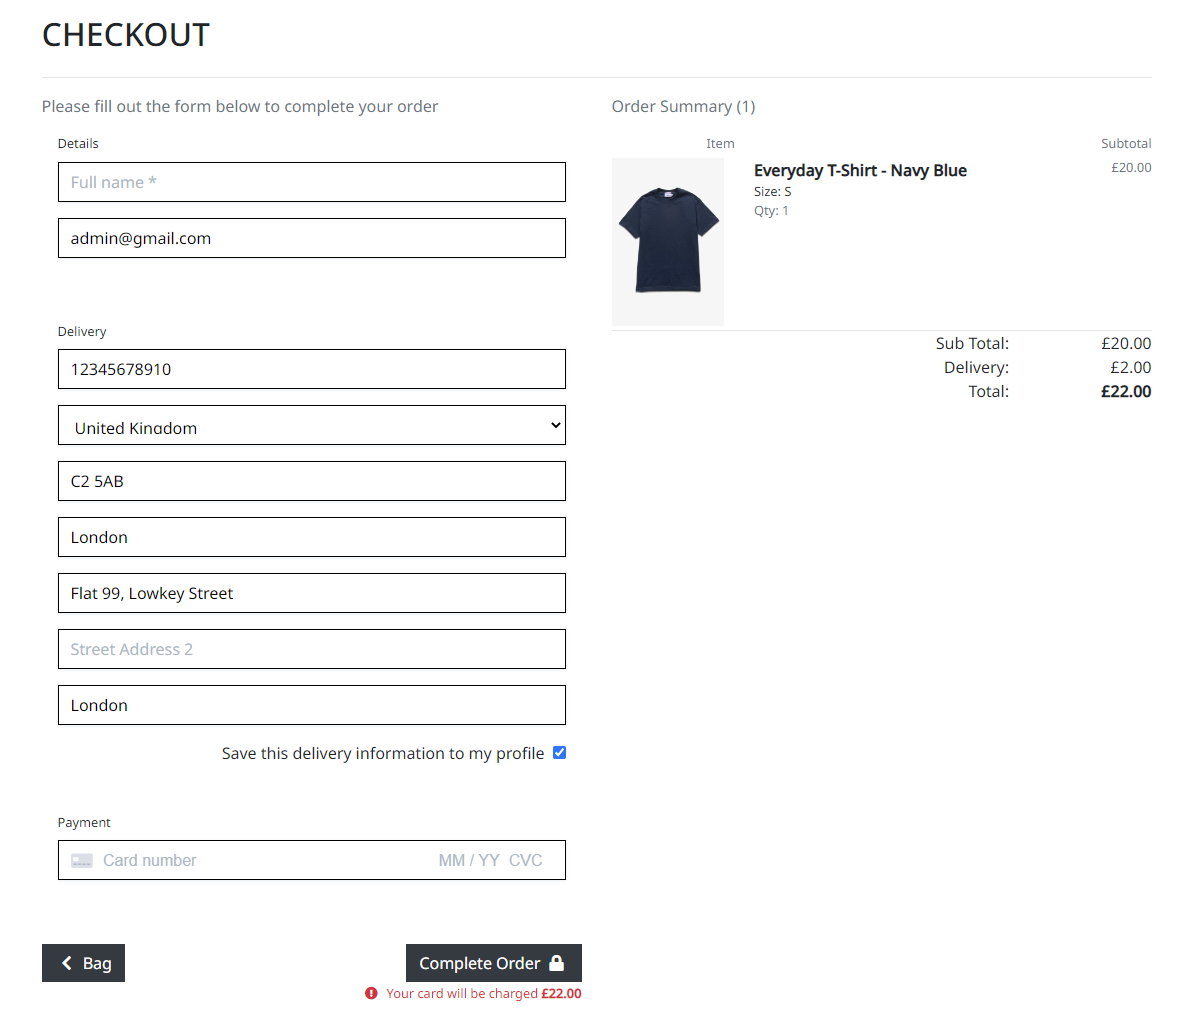 CHECKOUT
Please fill out the form below to complete your order
Details
Full name *
admin@gmail.com
Delivery
12345678910
United Kingdom
C2 5AB
London
Flat 99, Lowkey Street
Street Address 2
London
Save this delivery information to my profile
Payment
Card number MM / YY CVC
Bag
Complete Order
Your card will be charged £22.00
Order Summary (1)
Item Subtotal
Everyday T-Shirt - Navy Blue £20.00
Size: S
Qty: 1
Sub Total: £20.00
Delivery: £2.00
Total: £22.00